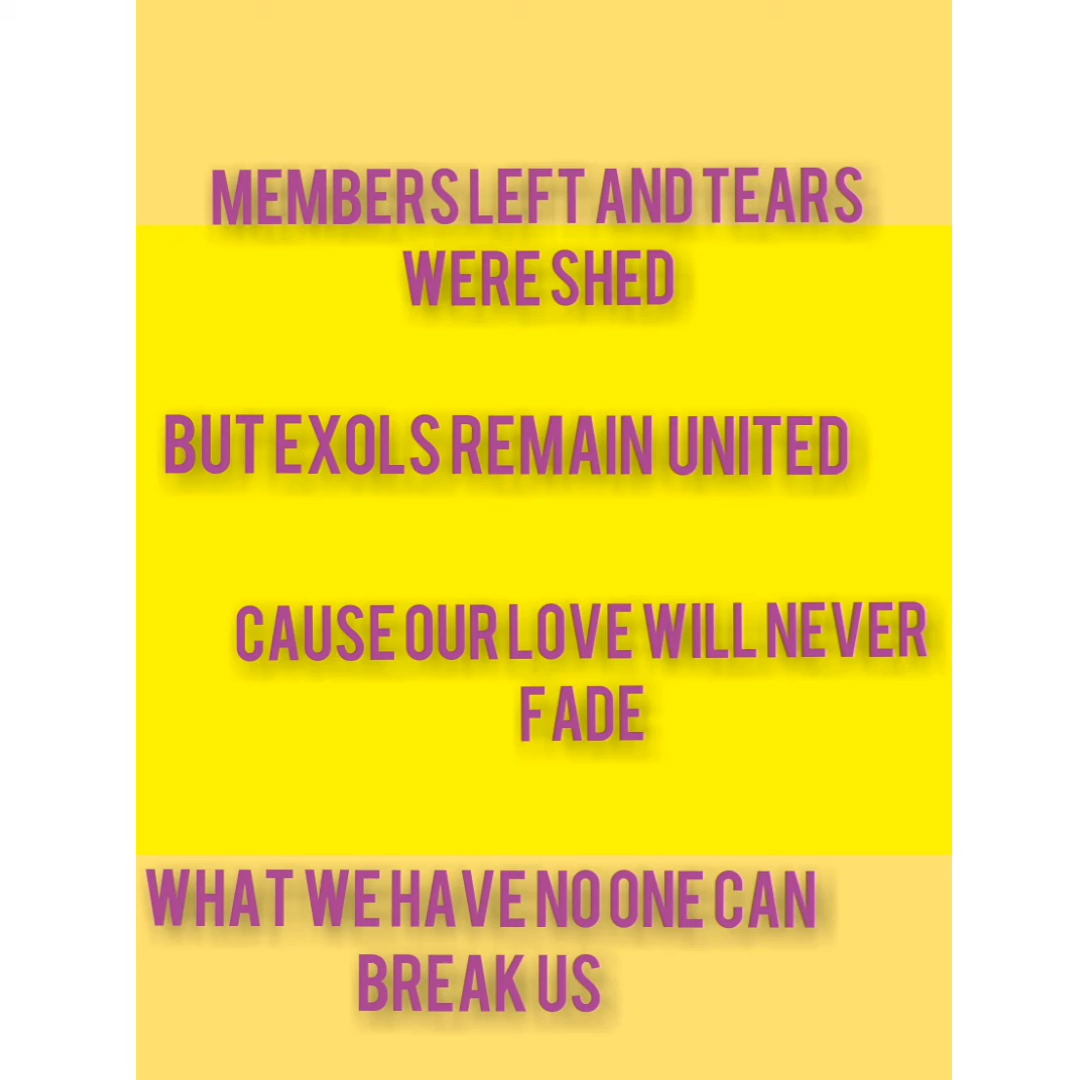 MEMBERS LEFT AND TEARS
WERE SHED
BUT EXOLS REMAIN UNITED
CAUSE OUR LOVE WILL NEVER
FADE
WHAT WE HAVE NO ONE CAN
BREAK US